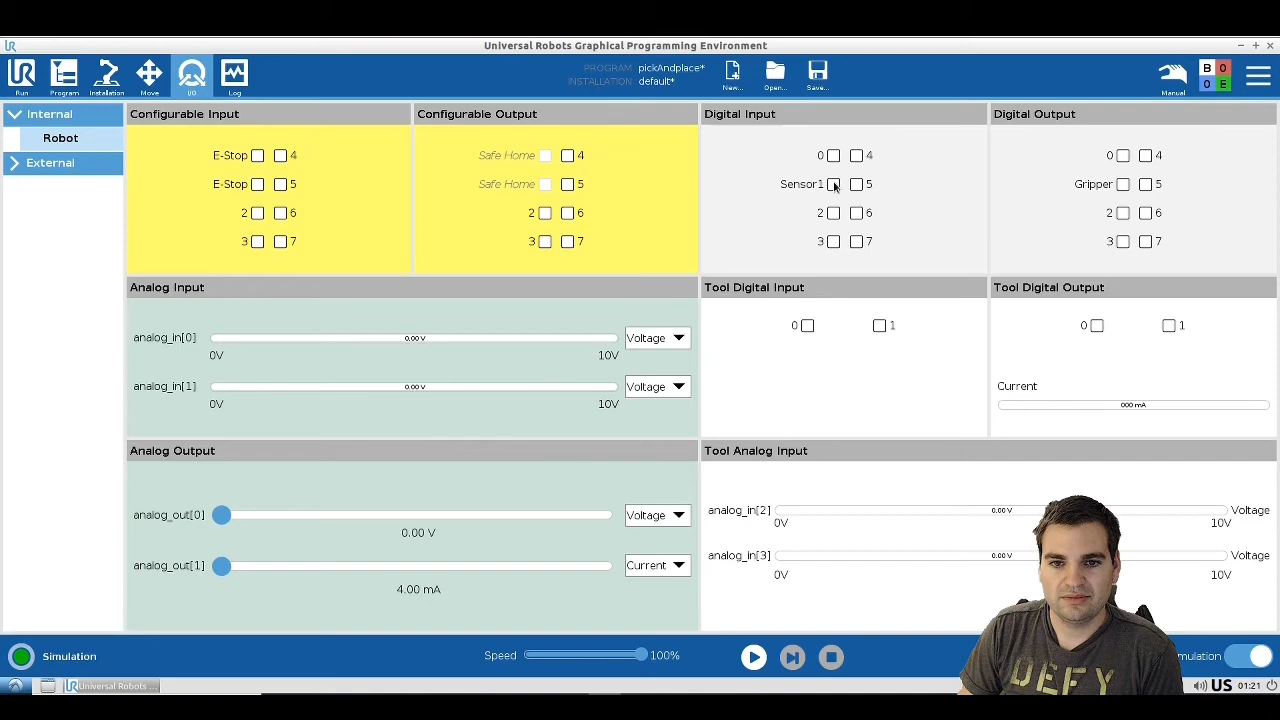 Universal Robots Graphical Programming Environment
Run
Program
Installation
Move
I/O
Log
PROGRAM pickAndplace*
INSTALLATION default*
New...
Open...
Save...
Manual
B 0
0 E
Internal
Robot
External
Configurable Input
E-Stop 4
E-Stop 5
2 6
3 7
Configurable Output
Safe Home 4
Safe Home 5
2 6
3 7
Digital Input
0 4
Sensor1 5
2 6
3 7
Digital Output
0 4
Gripper 5
2 6
3 7
Analog Input
analog_in[0] 0.00 V Voltage
0V 10V
analog_in[1] 0.00 V Voltage
0V 10V
Tool Digital Input
0 1
Tool Digital Output
0 1
Current
000 mA
Analog Output
analog_out[0] Voltage
0.00 V
analog_out[1] Current
4.00 mA
Tool Analog Input
analog_in[2] 0.00 V Voltage
0V 10V
analog_in[3] 0.00 V Voltage
0V 10V
Simulation
Speed 100%
mulation
Universal Robots ...
US 01:21
DEFY